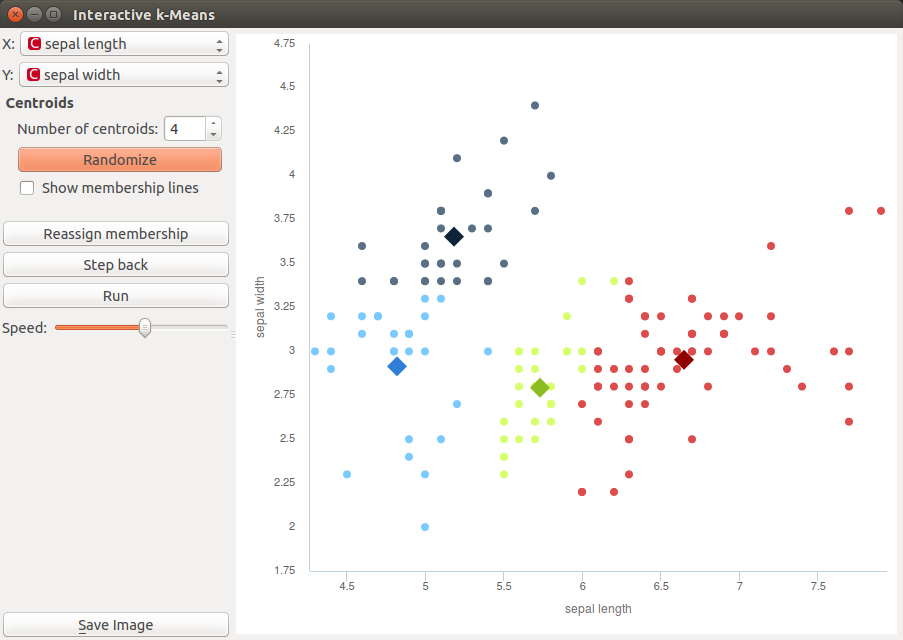 Interactive k-Means
X: C sepal length
Y: C sepal width
Centroids
Number of centroids: 4
Randomize
Show membership lines
Reassign membership
Step back
Run
Speed:
Save Image
4.75
4.5
4.25
4
3.75
3.5
3.25
3
2.75
2.5
2.25
2
1.75
sepal width
4.5 5 5.5 6 6.5 7 7.5
sepal length